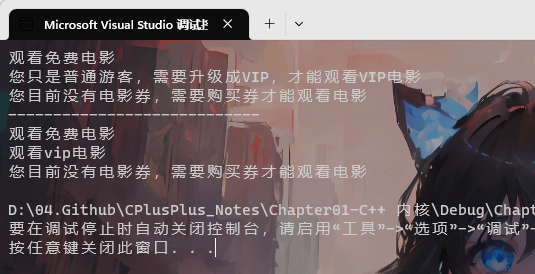 Microsoft Visual Studio 调试
观看免费电影
您只是普通游客，需要升级成VIP，才能观看VIP电影
您目前没有电影券，需要购买券才能观看电影
----------------------------
观看免费电影
观看vip电影
您目前没有电影券，需要购买券才能观看电影
D:\04.Github\CPlusPlus_Notes\Chapter01-C++ 内核\Debug\Chapt
要在调试停止时自动关闭控制台，请启用“工具”->“选项”->“调试”-
按任意键关闭此窗口. . .